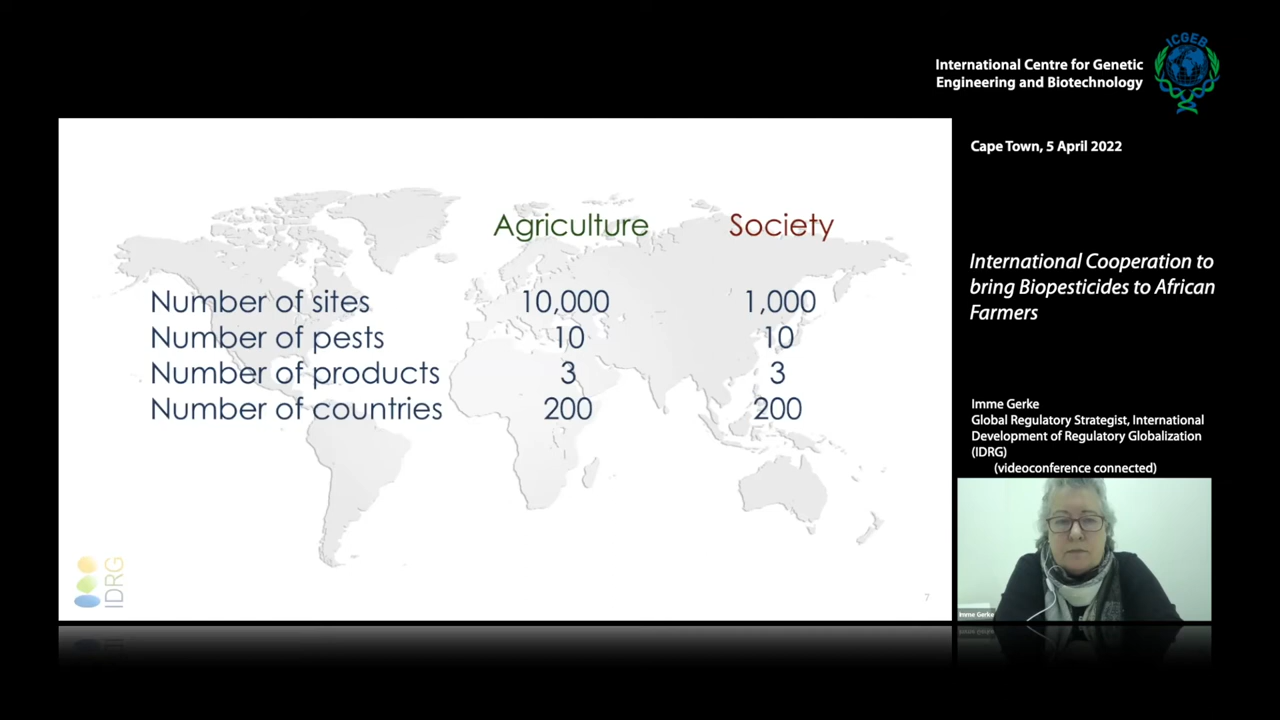 ICGEB
International Centre for Genetic
Engineering and Biotechnology
Cape Town, 5 April 2022
Agriculture Society
Number of sites 10,000 1,000
Number of pests 10 10
Number of products 3 3
Number of countries 200 200
IDRG
7
International Cooperation to
bring Biopesticides to African
Farmers
Imme Gerke
Global Regulatory Strategist, International
Development of Regulatory Globalization
(IDRG)
(videoconference connected)
Imme Gerke